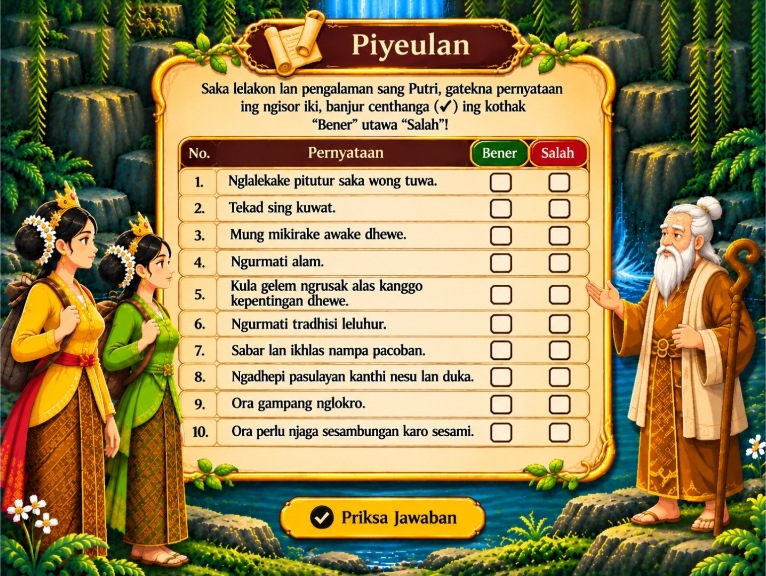 Piyeulan
Saka lelakon lan pengalaman sang Putri, gatekna pernyataan
ing ngisor iki, banjur centhanga (✓) ing kothak
“Bener” utawa “Salah”!
No. Pernyataan Bener Salah
1. Nglalekake pitutur saka wong tuwa.
2. Tekad sing kuwat.
3. Mung mikirake awake dhewe.
4. Ngurmati alam.
5. Kula gelem ngrusak alas kanggo
kepentingan dhewe.
6. Ngurmati tradhisi leluhur.
7. Sabar lan ikhlas nampa pacoban.
8. Ngadhepi pasulayan kanthi nesu lan duka.
9. Ora gampang nglokro.
10. Ora perlu njaga sesambungan karo sesami.
Priksa Jawaban